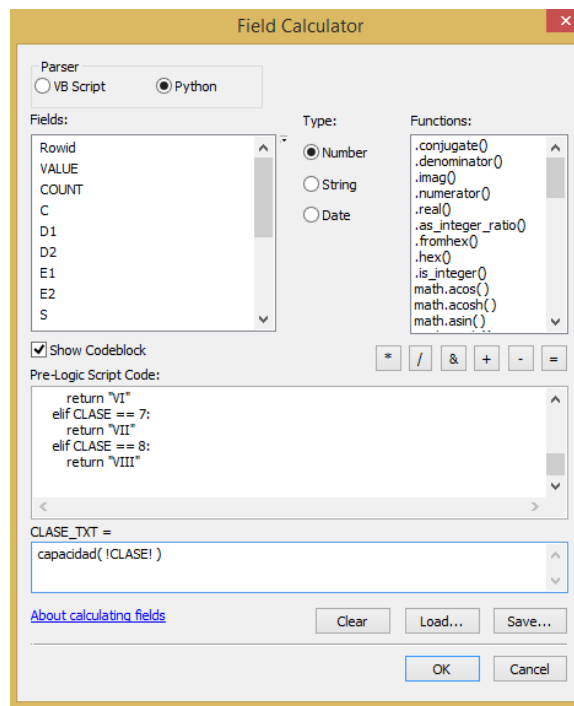 Field Calculator
Parser
VB Script Python
Fields: Type: Functions:
Rowid
VALUE
COUNT
C
D1
D2
E1
E2
S
Number
String
Date
.conjugate()
.denominator()
.imag()
.numerator()
.real()
.as_integer_ratio()
.fromhex()
.hex()
.is_integer()
math.acos( )
math.acosh( )
math.asin( )
Show Codeblock * / & + - =
Pre-Logic Script Code:
return "VI"
elif CLASE == 7:
return "VII"
elif CLASE == 8:
return "VIII"
CLASE_TXT =
capacidad( !CLASE! )
About calculating fields Clear Load... Save...
OK Cancel